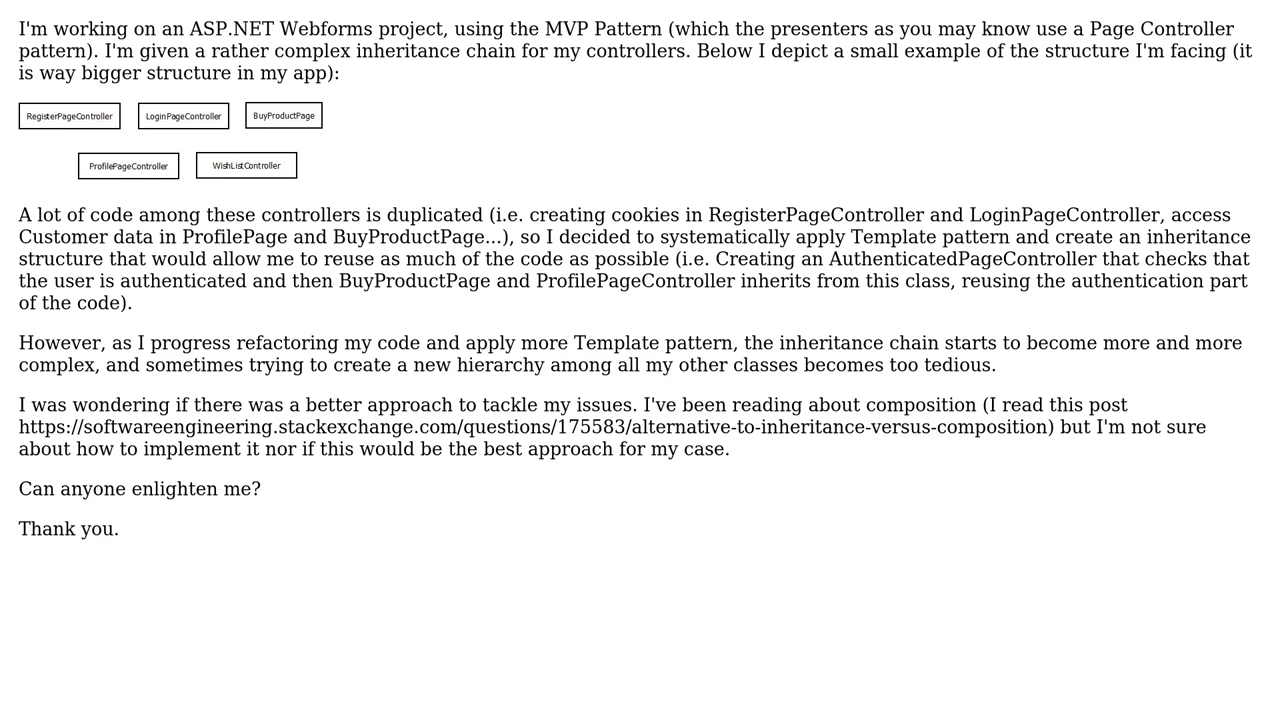 I'm working on an ASP.NET Webforms project, using the MVP Pattern (which the presenters as you may know use a Page Controller
pattern). I'm given a rather complex inheritance chain for my controllers. Below I depict a small example of the structure I'm facing (it
is way bigger structure in my app):
RegisterPageController LoginPageController BuyProductPage
ProfilePageController WishListController
A lot of code among these controllers is duplicated (i.e. creating cookies in RegisterPageController and LoginPageController, access
Customer data in ProfilePage and BuyProductPage...), so I decided to systematically apply Template pattern and create an inheritance
structure that would allow me to reuse as much of the code as possible (i.e. Creating an AuthenticatedPageController that checks that
the user is authenticated and then BuyProductPage and ProfilePageController inherits from this class, reusing the authentication part
of the code).
However, as I progress refactoring my code and apply more Template pattern, the inheritance chain starts to become more and more
complex, and sometimes trying to create a new hierarchy among all my other classes becomes too tedious.
I was wondering if there was a better approach to tackle my issues. I've been reading about composition (I read this post
https://softwareengineering.stackexchange.com/questions/175583/alternative-to-inheritance-versus-composition) but I'm not sure
about how to implement it nor if this would be the best approach for my case.
Can anyone enlighten me?
Thank you.